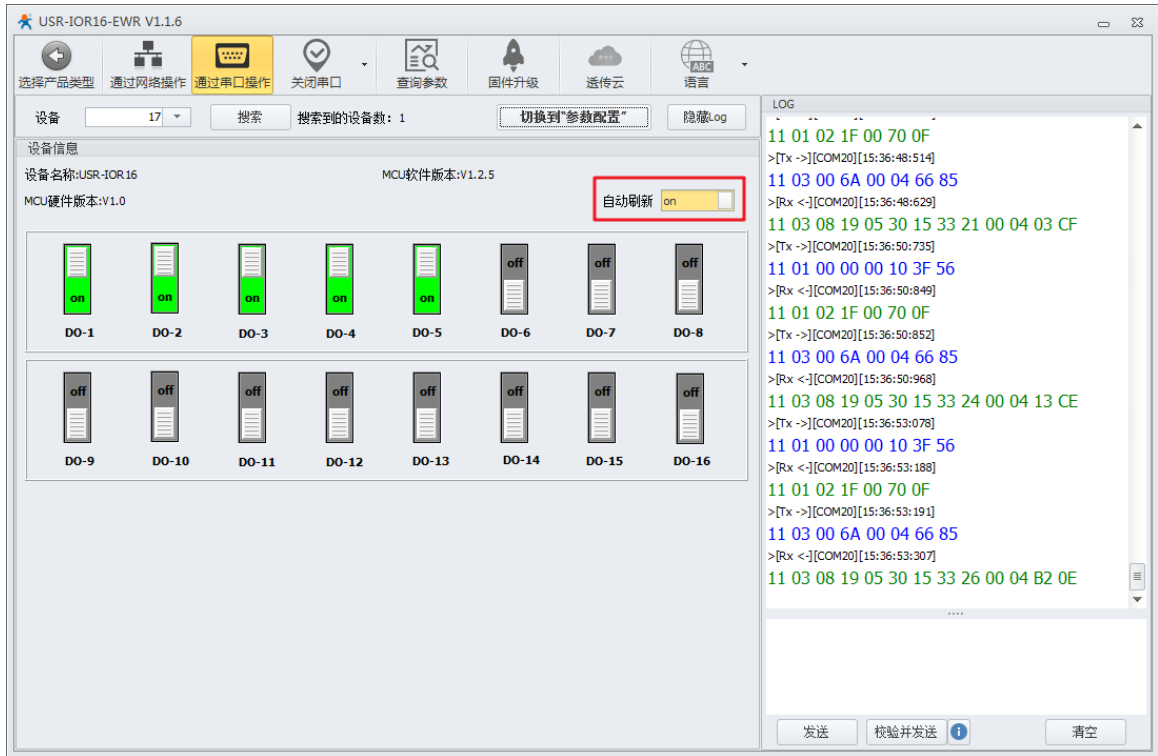 USR-IOR16-EWR V1.1.6
选择产品类型 通过网络操作 通过串口操作 关闭串口 查询参数 固件升级 透传云 语言
ABC
设备 17 搜索 搜索到的设备数: 1 切换到"参数配置" 隐藏Log
设备信息
设备名称:USR-IOR16 MCU软件版本:V1.2.5
MCU硬件版本:V1.0 自动刷新 on
on on on on on off off off
DO-1 DO-2 DO-3 DO-4 DO-5 DO-6 DO-7 DO-8
off off off off off off off off
DO-9 DO-10 DO-11 DO-12 DO-13 DO-14 DO-15 DO-16
LOG
11 01 02 1F 00 70 0F
>[Tx ->][COM20][15:36:48:514]
11 03 00 6A 00 04 66 85
>[Rx <-][COM20][15:36:48:629]
11 03 08 19 05 30 15 33 21 00 04 03 CF
>[Tx ->][COM20][15:36:50:735]
11 01 00 00 00 10 3F 56
>[Rx <-][COM20][15:36:50:849]
11 01 02 1F 00 70 0F
>[Tx ->][COM20][15:36:50:852]
11 03 00 6A 00 04 66 85
>[Rx <-][COM20][15:36:50:968]
11 03 08 19 05 30 15 33 24 00 04 13 CE
>[Tx ->][COM20][15:36:53:078]
11 01 00 00 00 10 3F 56
>[Rx <-][COM20][15:36:53:188]
11 01 02 1F 00 70 0F
>[Tx ->][COM20][15:36:53:191]
11 03 00 6A 00 04 66 85
>[Rx <-][COM20][15:36:53:307]
11 03 08 19 05 30 15 33 26 00 04 B2 0E
发送 校验并发送 清空